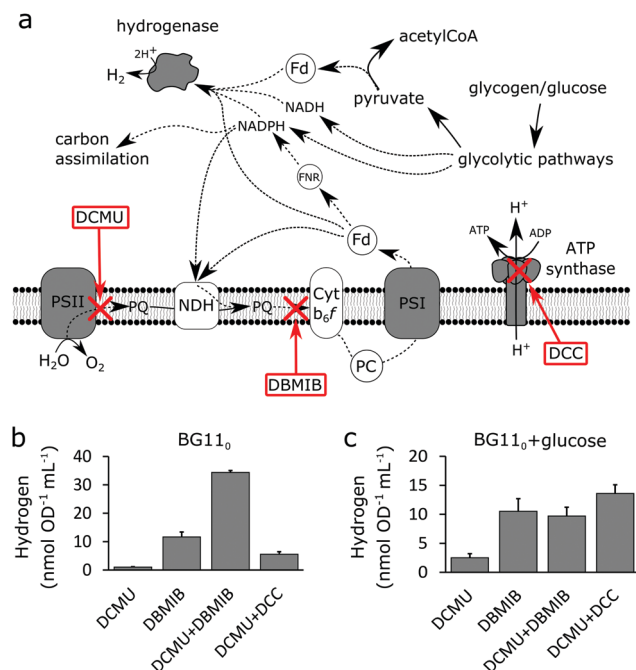 a
hydrogenase
2H+
H2
Fd
acetylCoA
pyruvate
glycogen/glucose
NADH
NADPH
carbon
assimilation
glycolytic pathways
FNR
DCMU
Fd
H+
ATP
ADP
ATP
synthase
PSII
PQ
NDH
PQ
Cyt
b6f
PSI
H2O
O2
DBMIB
PC
H+
DCC
b
BG110
Hydrogen
(nmol OD-1 mL-1)
40
30
20
10
0
DCMU
DBMIB
DCMU+DBMIB
DCMU+DCC
c
BG110+glucose
Hydrogen
(nmol OD-1 mL-1)
20
15
10
5
0
DCMU
DBMIB
DCMU+DBMIB
DCMU+DCC